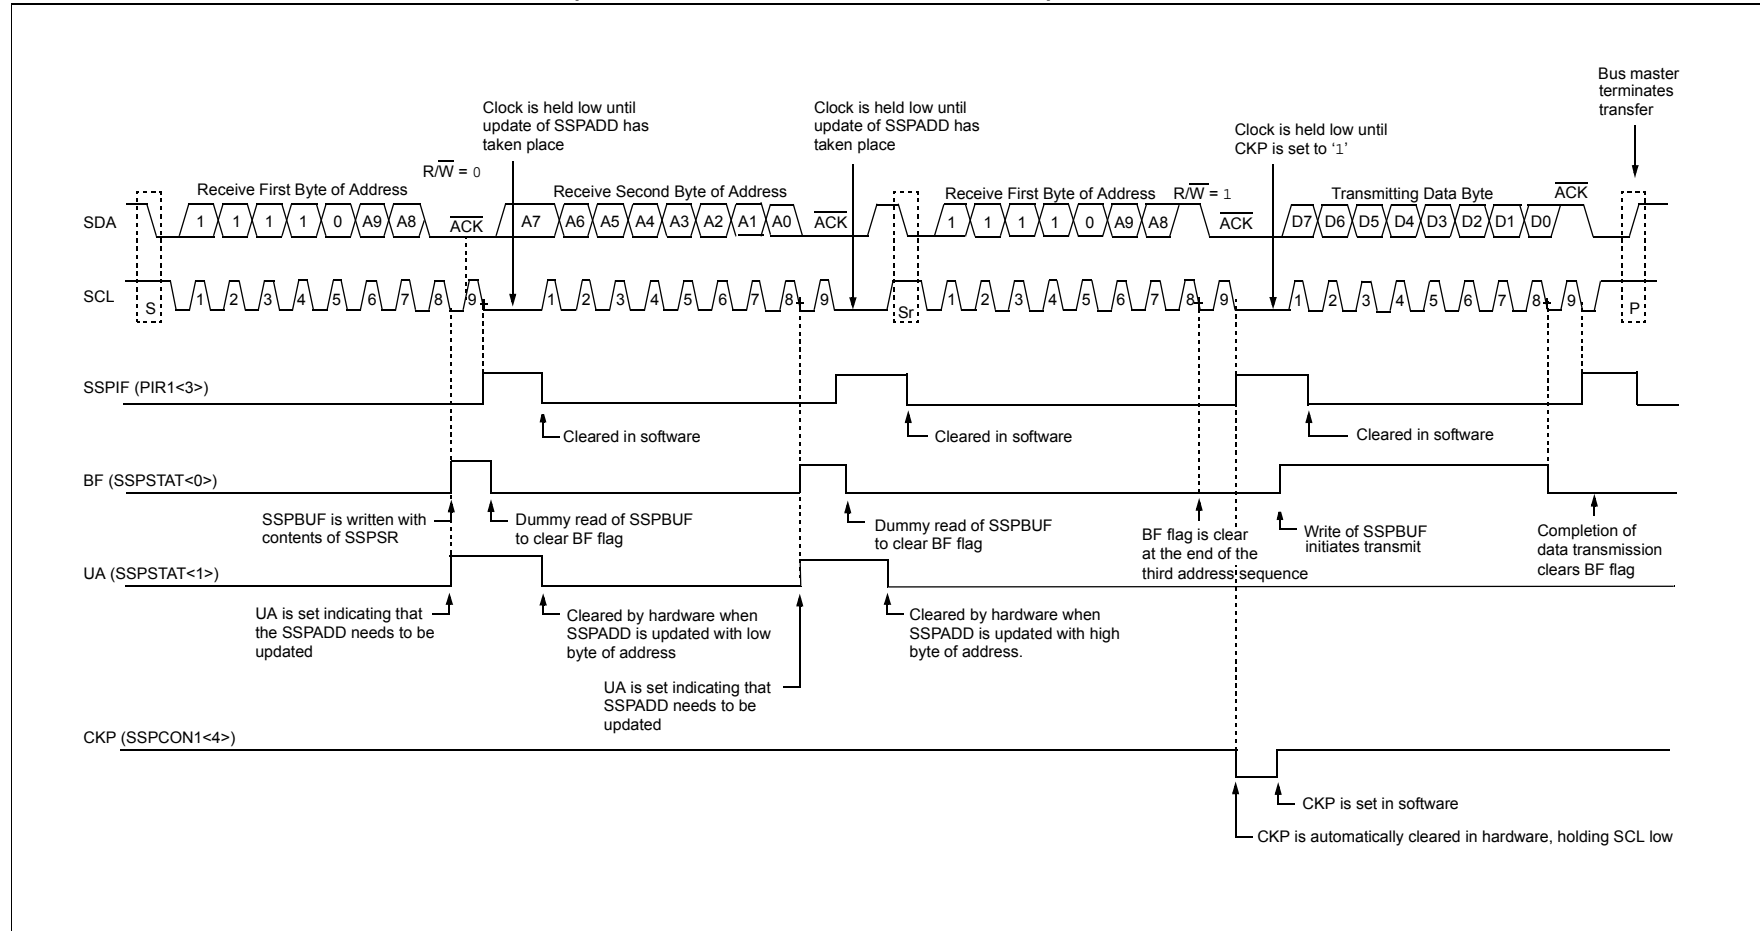 Bus master
terminates
transfer
Clock is held low until
update of SSPADD has
taken place
Clock is held low until
update of SSPADD has
taken place
Clock is held low until
CKP is set to ‘1’
R/W = 0
Receive First Byte of Address
Receive Second Byte of Address
Receive First Byte of Address
R/W = 1
Transmitting Data Byte
ACK
SDA
1 1 1 1 0 A9 A8 ACK A7 A6 A5 A4 A3 A2 A1 A0 ACK 1 1 1 1 0 A9 A8 ACK D7 D6 D5 D4 D3 D2 D1 D0
SCL
S 1 2 3 4 5 6 7 8 9 1 2 3 4 5 6 7 8 9 Sr 1 2 3 4 5 6 7 8 9 1 2 3 4 5 6 7 8 9 P
SSPIF (PIR1<3>)
Cleared in software
Cleared in software
Cleared in software
BF (SSPSTAT<0>)
SSPBUF is written with
contents of SSPSR
Dummy read of SSPBUF
to clear BF flag
Dummy read of SSPBUF
to clear BF flag
BF flag is clear
at the end of the
third address sequence
Write of SSPBUF
initiates transmit
Completion of
data transmission
clears BF flag
UA (SSPSTAT<1>)
UA is set indicating that
the SSPADD needs to be
updated
Cleared by hardware when
SSPADD is updated with low
byte of address
UA is set indicating that
SSPADD needs to be
updated
Cleared by hardware when
SSPADD is updated with high
byte of address.
CKP (SSPCON1<4>)
CKP is set in software
CKP is automatically cleared in hardware, holding SCL low